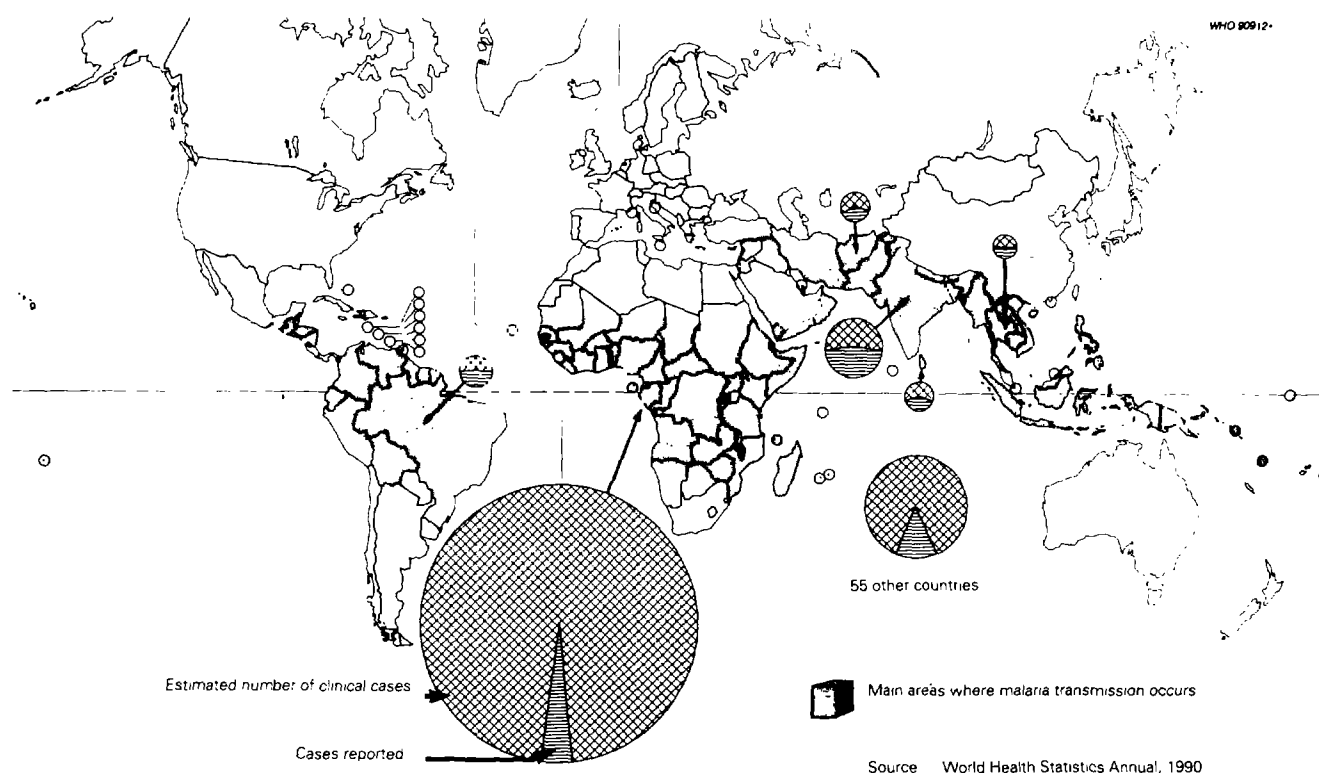 WHO 90912•
55 other countries
Estimated number of clinical cases
Main areas where malaria transmission occurs
Cases reported
Source World Health Statistics Annual, 1990